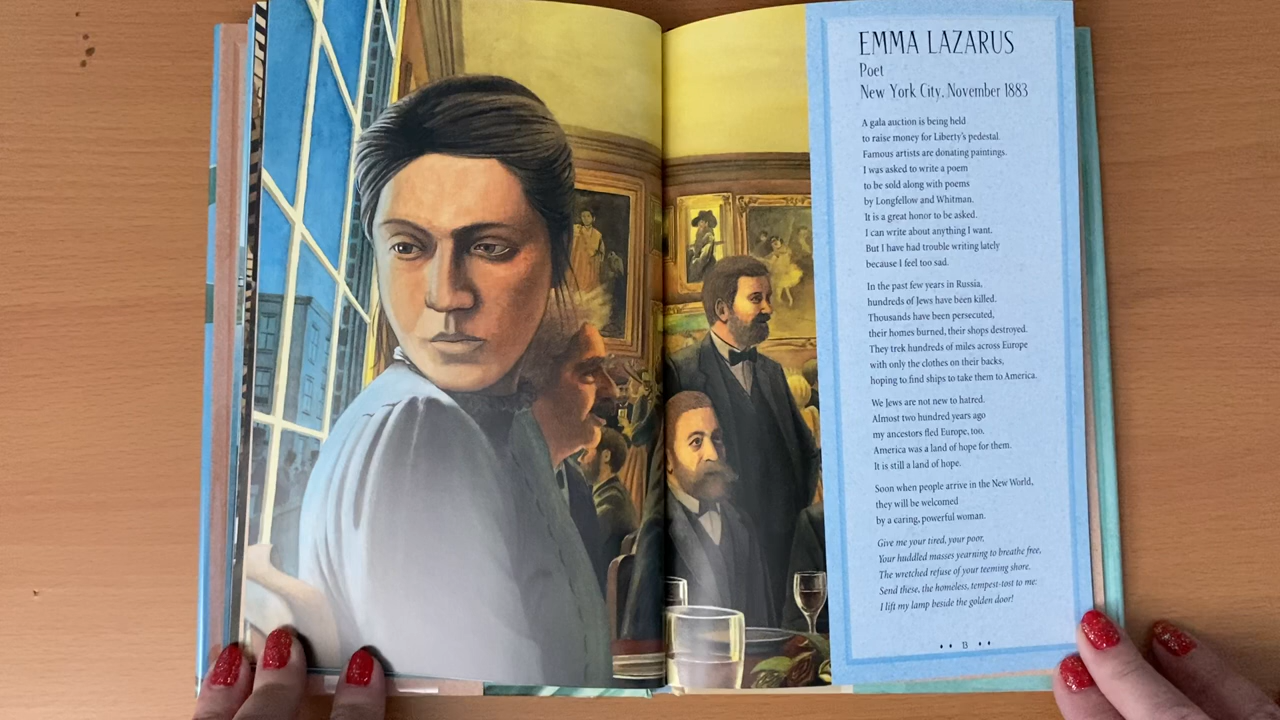 EMMA LAZARUS
Poet
New York City, November 1883
A gala auction is being held
to raise money for Liberty's pedestal.
Famous artists are donating paintings.
I was asked to write a poem
to be sold along with poems
by Longfellow and Whitman.
It is a great honor to be asked.
I can write about anything I want.
But I have had trouble writing lately
because I feel too sad.
In the past few years in Russia,
hundreds of Jews have been killed.
Thousands have been persecuted,
their homes burned, their shops destroyed.
They trek hundreds of miles across Europe
with only the clothes on their backs,
hoping to find ships to take them to America.
We Jews are not new to hatred.
Almost two hundred years ago
my ancestors fled Europe, too.
America was a land of hope for them.
It is still a land of hope.
Soon when people arrive in the New World,
they will be welcomed
by a caring, powerful woman.
Give me your tired, your poor,
Your huddled masses yearning to breathe free,
The wretched refuse of your teeming shore.
Send these, the homeless, tempest-tost to me:
I lift my lamp beside the golden door!
13